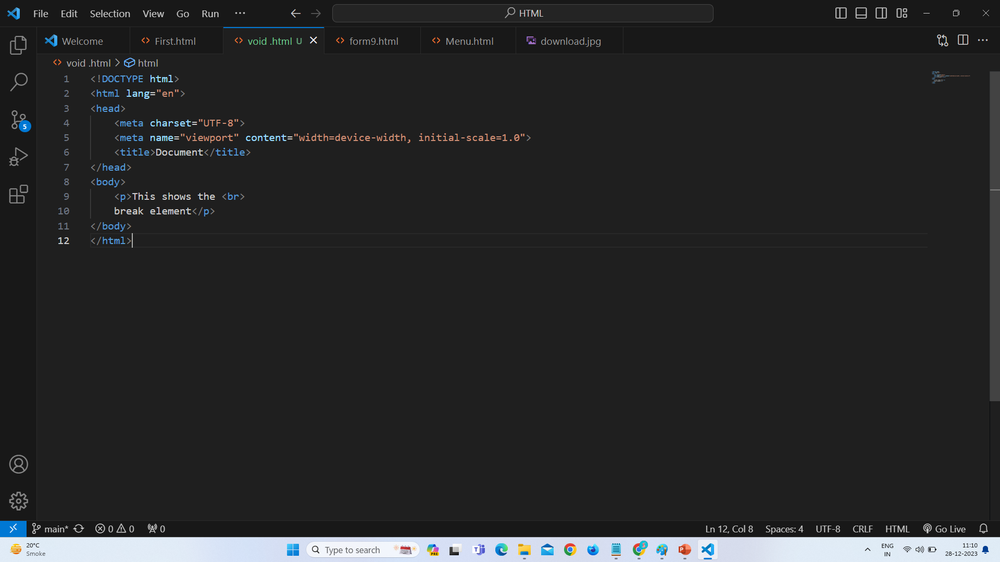 File Edit Selection View Go Run ··· HTML
Welcome First.html void .html U form9.html Menu.html download.jpg
void .html > html
1 <!DOCTYPE html>
2 <html lang="en">
3 <head>
4 <meta charset="UTF-8">
5 <meta name="viewport" content="width=device-width, initial-scale=1.0">
6 <title>Document</title>
7 </head>
8 <body>
9 <p>This shows the <br>
10 break element</p>
11 </body>
12 </html>
5
main* 0 0 0 Ln 12, Col 8 Spaces: 4 UTF-8 CRLF HTML Go Live
20°C
Smoke
Type to search
PRE
ENG
IN
11:10
28-12-2023